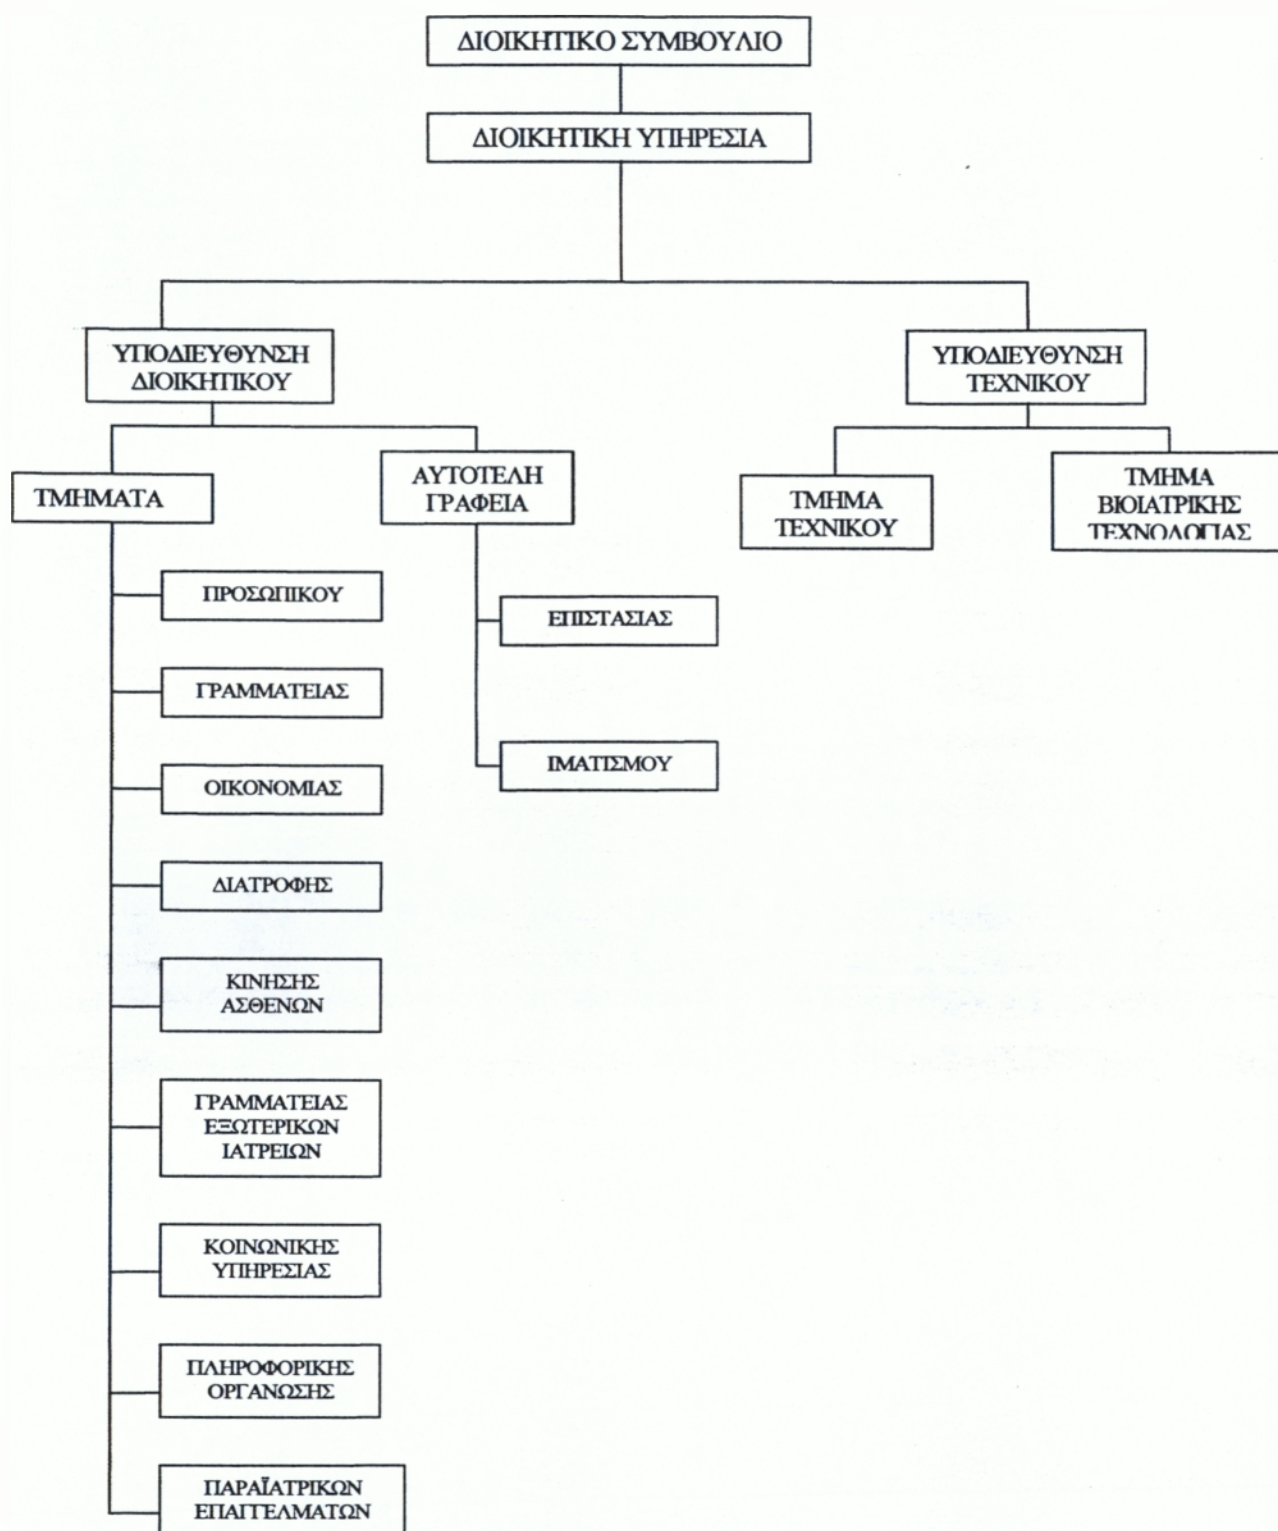 ΔΙΟΙΚΗΤΙΚΟ ΣΥΜΒΟΥΛΙΟ
ΔΙΟΙΚΗΤΙΚΗ ΥΠΗΡΕΣΙΑ
ΥΠΟΔΙΕΥΘΥΝΣΗ
ΔΙΟΙΚΗΤΙΚΟΥ
ΥΠΟΔΙΕΥΘΥΝΣΗ
ΤΕΧΝΙΚΟΥ
ΤΜΗΜΑΤΑ
ΑΥΤΟΤΕΛΗ
ΓΡΑΦΕΙΑ
ΤΜΗΜΑ
ΤΕΧΝΙΚΟΥ
ΤΜΗΜΑ
ΒΙΟΙΑΤΡΙΚΗΣ
ΤΕΧΝΟΛΟΓΙΑΣ
ΠΡΟΣΩΠΙΚΟΥ
ΓΡΑΜΜΑΤΕΙΑΣ
ΟΙΚΟΝΟΜΙΑΣ
ΔΙΑΤΡΟΦΗΣ
ΚΙΝΗΣΗΣ
ΑΣΘΕΝΩΝ
ΓΡΑΜΜΑΤΕΙΑΣ
ΕΞΩΤΕΡΙΚΩΝ
ΙΑΤΡΕΙΩΝ
ΚΟΙΝΩΝΙΚΗΣ
ΥΠΗΡΕΣΙΑΣ
ΠΛΗΡΟΦΟΡΙΚΗΣ
ΟΡΓΑΝΩΣΗΣ
ΠΑΡΑΪΑΤΡΙΚΩΝ
ΕΠΑΓΓΕΛΜΑΤΩΝ
ΕΠΙΣΤΑΣΙΑΣ
ΙΜΑΤΙΣΜΟΥ